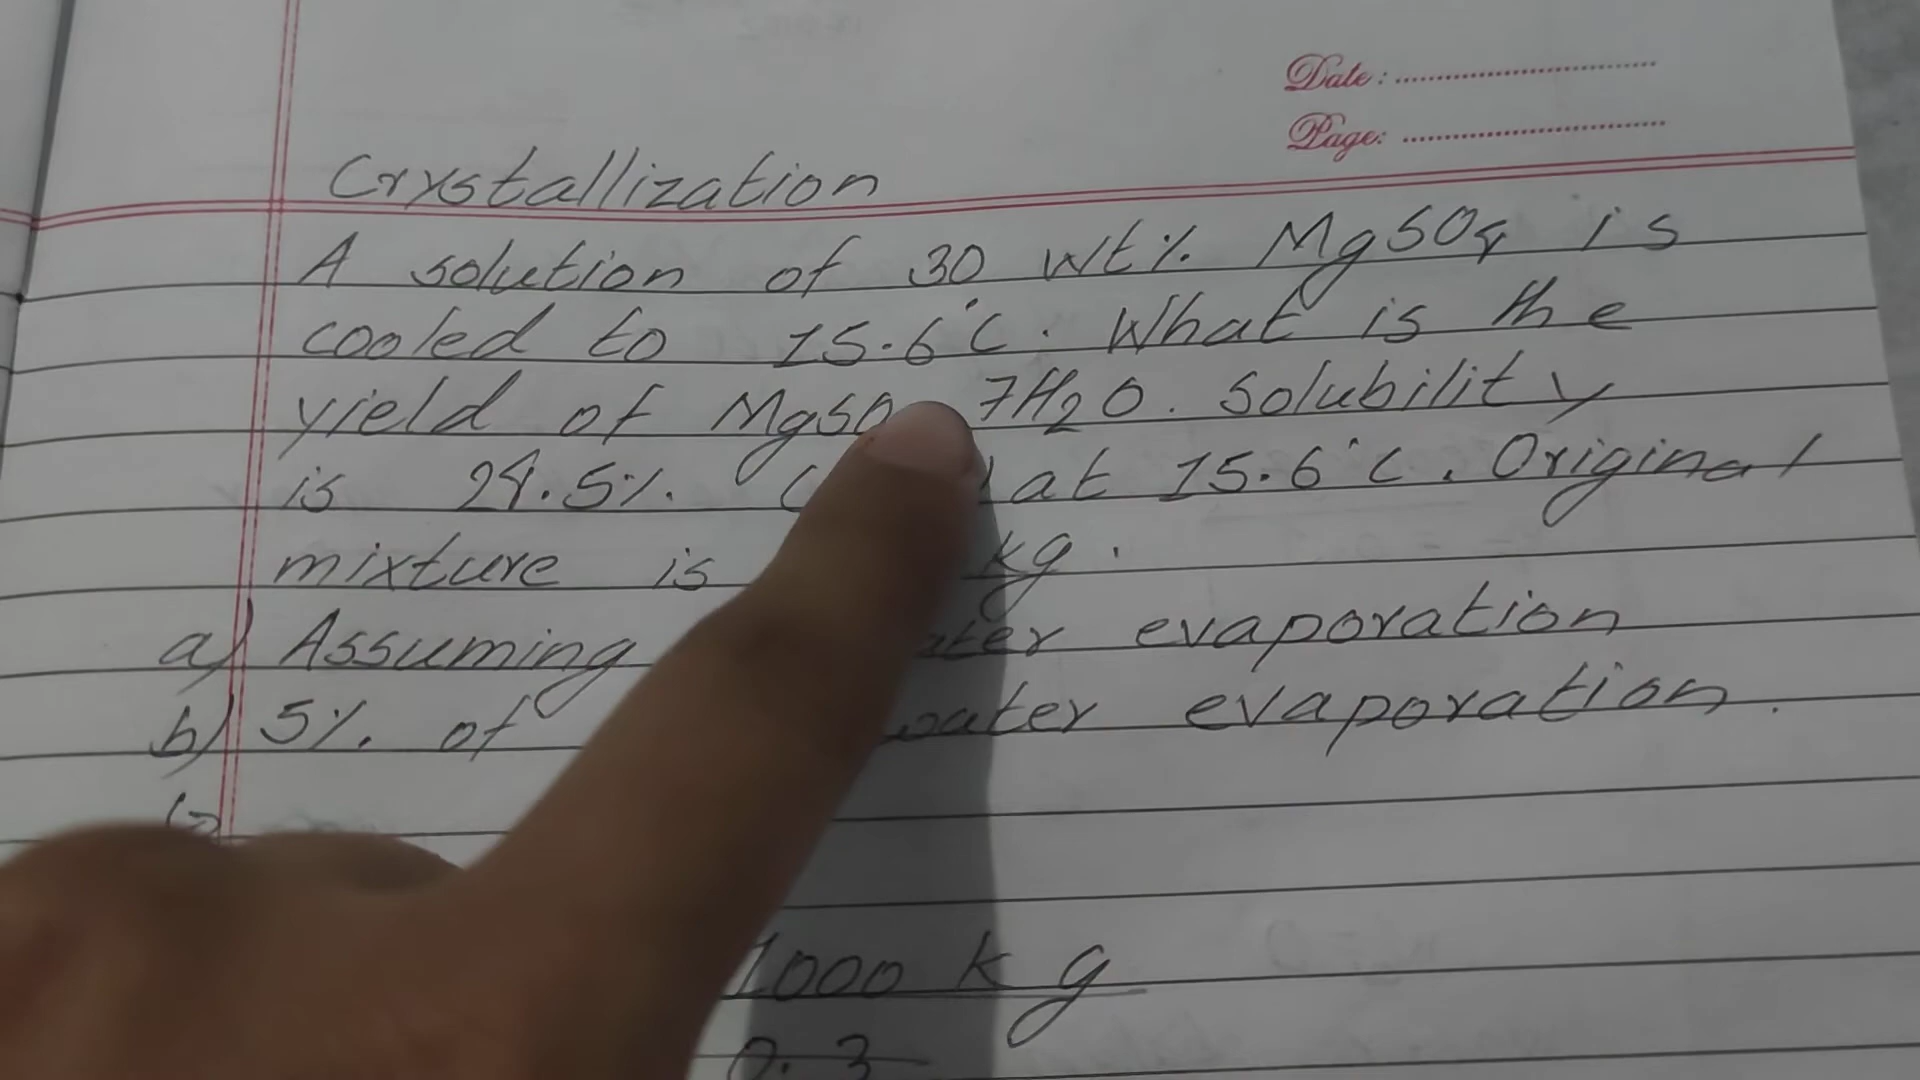 Date:
Page:
Crystallization
A solution of 30 wt% MgSO4 is
cooled to 15.6°C. What is the
yield of MgSO 7H2O. Solubility
is 24.5% at 15.6°C. Original
mixture is kg.
a) Assuming evaporation
b) 5% of water evaporation.
1000 kg
0.3